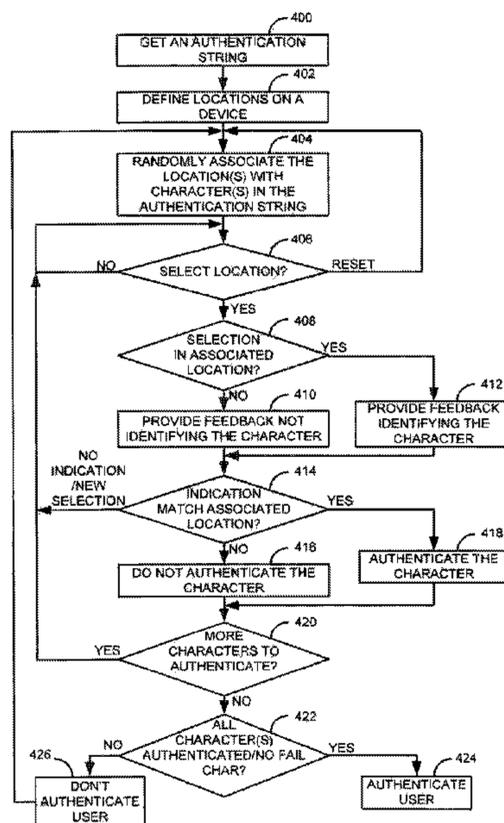 400
GET AN AUTHENTICATION
STRING
402
DEFINE LOCATIONS ON A
DEVICE
404
RANDOMLY ASSOCIATE THE
LOCATION(S) WITH
CHARACTER(S) IN THE
AUTHENTICATION STRING
406
NO
SELECT LOCATION?
RESET
YES
408
SELECTION
IN ASSOCIATED
LOCATION?
YES
NO
410
PROVIDE FEEDBACK NOT
IDENTIFYING THE CHARACTER
412
PROVIDE FEEDBACK
IDENTIFYING
THE CHARACTER
NO
INDICATION
/NEW
SELECTION
414
INDICATION
MATCH ASSOCIATED
LOCATION?
YES
NO
416
DO NOT AUTHENTICATE THE
CHARACTER
418
AUTHENTICATE THE
CHARACTER
420
YES
MORE
CHARACTERS TO
AUTHENTICATE?
NO
422
ALL
CHARACTER(S)
AUTHENTICATED/NO FAIL
CHAR?
NO
YES
426
DON'T
AUTHENTICATE
USER
424
AUTHENTICATE
USER